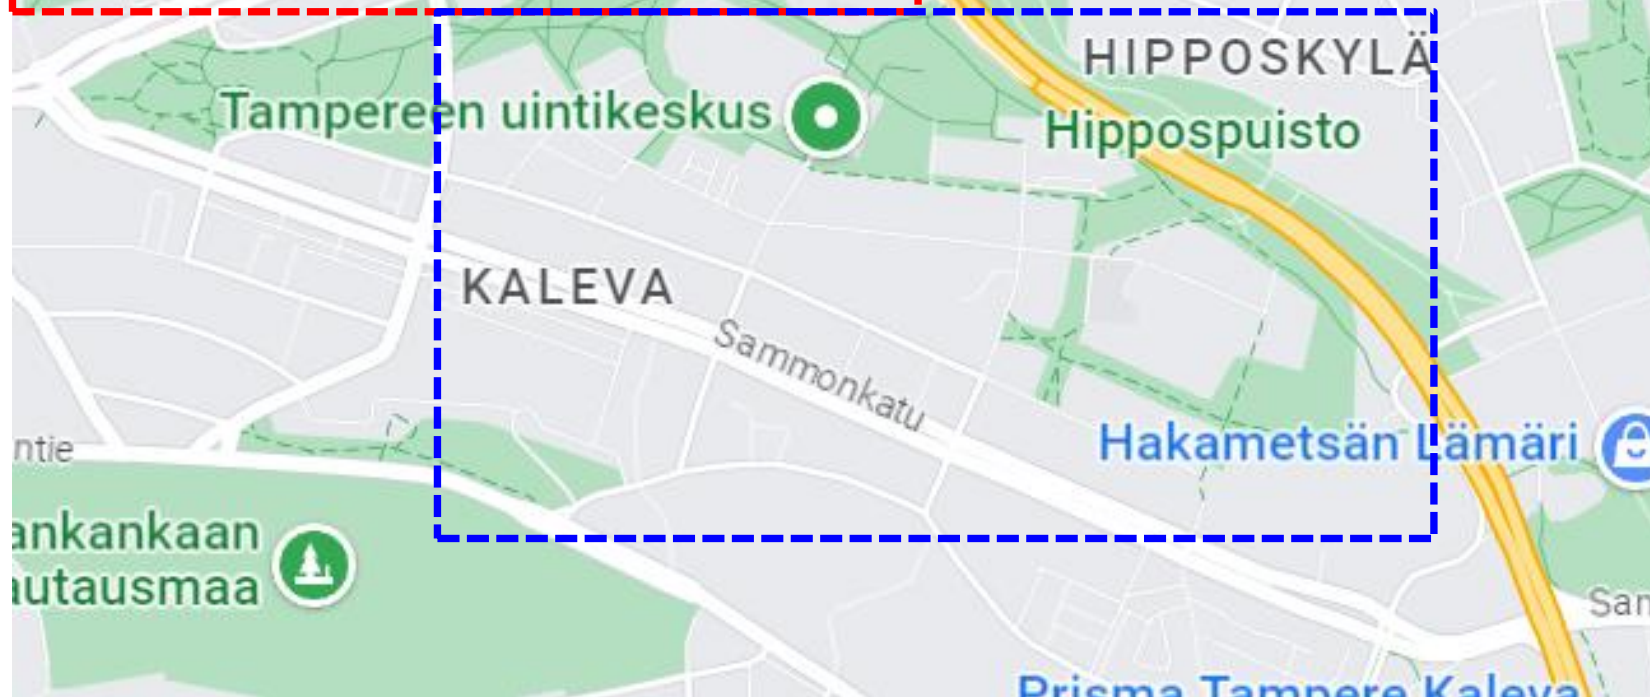 HIPPOSKYLÄ
Tampereen uintikeskus
Hippospuisto
KALEVA
Sammonkatu
Hakametsän Lämäri
ntie
ankankaan
autausmaa
San
Prisma Tampere Kaleva